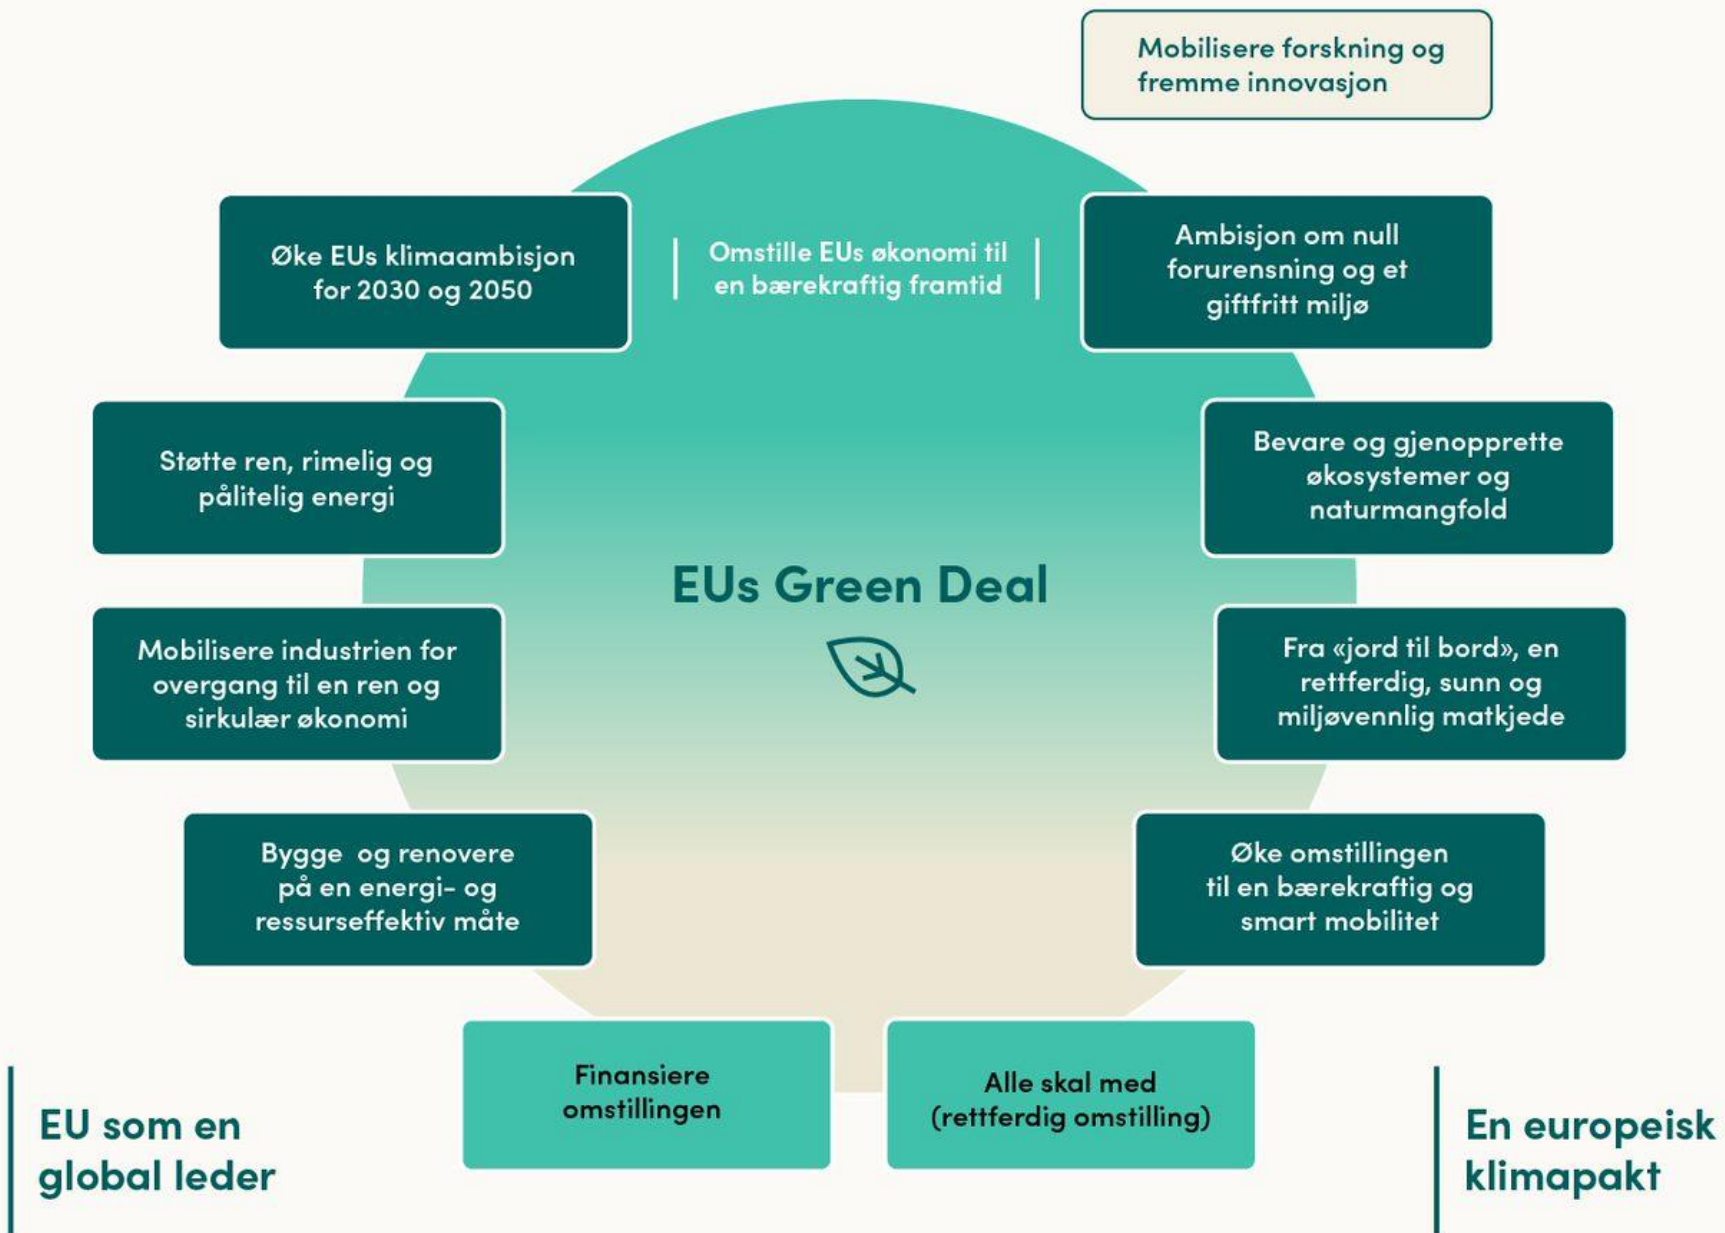 Mobilisere forskning og
fremme innovasjon
Øke EUs klimaambisjon
for 2030 og 2050
Omstille EUs økonomi til
en bærekraftig framtid
Ambisjon om null
forurensning og et
giftfritt miljø
Støtte ren, rimelig og
pålitelig energi
Bevare og gjenopprette
økosystemer og
naturmangfold
EUs Green Deal
Mobilisere industrien for
overgang til en ren og
sirkulær økonomi
Fra «jord til bord», en
rettferdig, sunn og
miljøvennlig matkjede
Bygge og renovere
på en energi- og
ressurseffektiv måte
Øke omstillingen
til en bærekraftig og
smart mobilitet
Finansiere
omstillingen
Alle skal med
(rettferdig omstilling)
EU som en
global leder
En europeisk
klimapakt